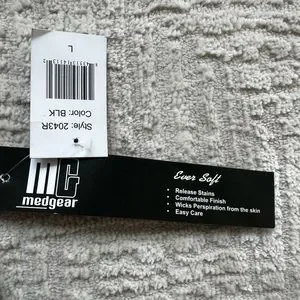 L
Style: 2043R
Color: BLK
MG
medgear
Ever Soft
• Release Stains
• Comfortable Finish
• Wicks Perspiration from the skin
• Easy Care